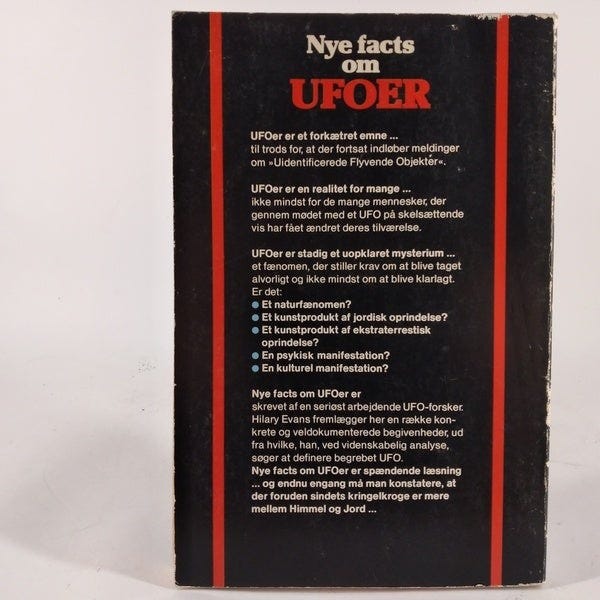 Nye facts
om
UFOER
UFOer er et forkætret emne ...
til trods for, at der fortsat indløber meldinger
om »Uidentificerede Flyvende Objekter«.
UFOer er en realitet for mange ...
ikke mindst for de mange mennesker, der
gennem mødet med et UFO på skelsættende
vis har fået ændret deres tilværelse.
UFOer er stadig et uopklaret mysterium ...
et fænomen, der stiller krav om at blive taget
alvorligt og ikke mindst om at blive klarlagt.
Er det:
Et naturfænomen?
Et kunstprodukt af jordisk oprindelse?
Et kunstprodukt af ekstraterrestisk
oprindelse?
En psykisk manifestation?
En kulturel manifestation?
Nye facts om UFOer er
skrevet af en seriøst arbejdende UFO-forsker.
Hilary Evans fremlægger her en række kon-
krete og veldokumenterede begivenheder, ud
fra hvilke, han, ved videnskabelig analyse,
søger at definere begrebet UFO.
Nye facts om UFOer er spændende læsning
... og endnu engang må man konstatere, at
der foruden sindets kringelkroge er mere
mellem Himmel og Jord ...